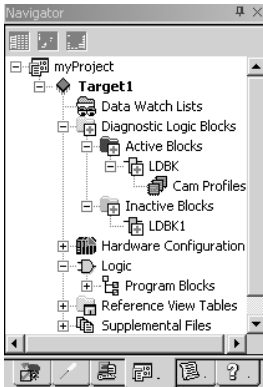 Navigator
myProject
Target1
Data Watch Lists
Diagnostic Logic Blocks
Active Blocks
LDBK
Cam Profiles
Inactive Blocks
LDBK1
Hardware Configuration
Logic
Program Blocks
Reference View Tables
Supplemental Files